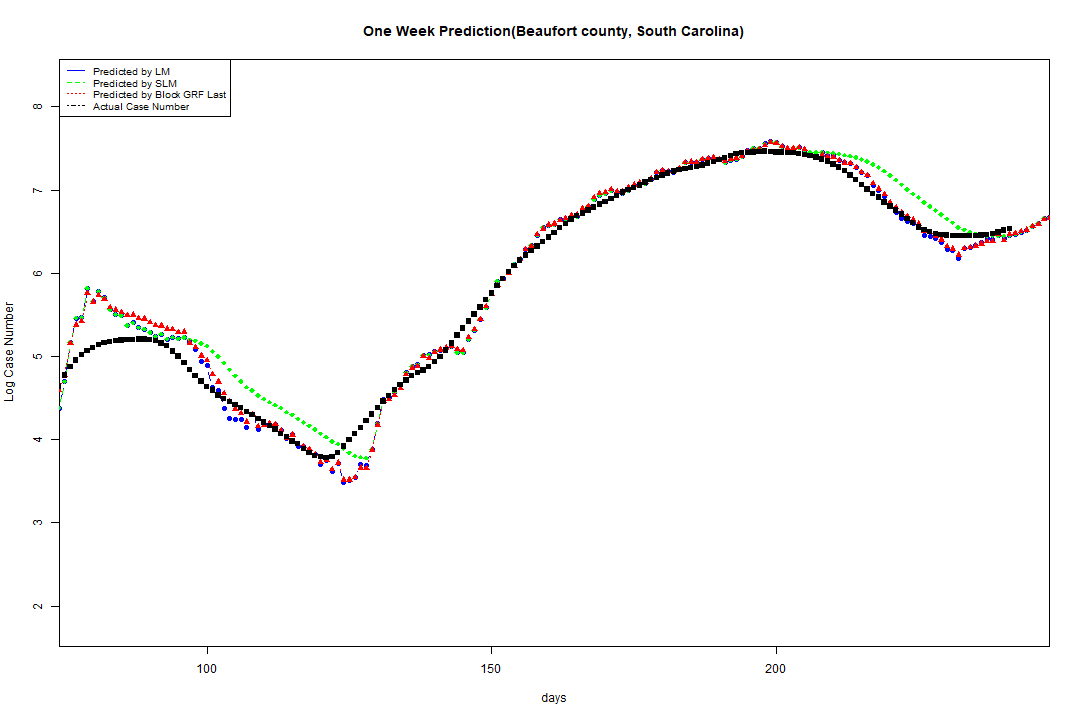 One Week Prediction(Beaufort county, South Carolina)
Predicted by LM
Predicted by SLM
Predicted by Block GRF Last
Actual Case Number
8
7
6
5
4
3
2
Log Case Number
100 150 200
days